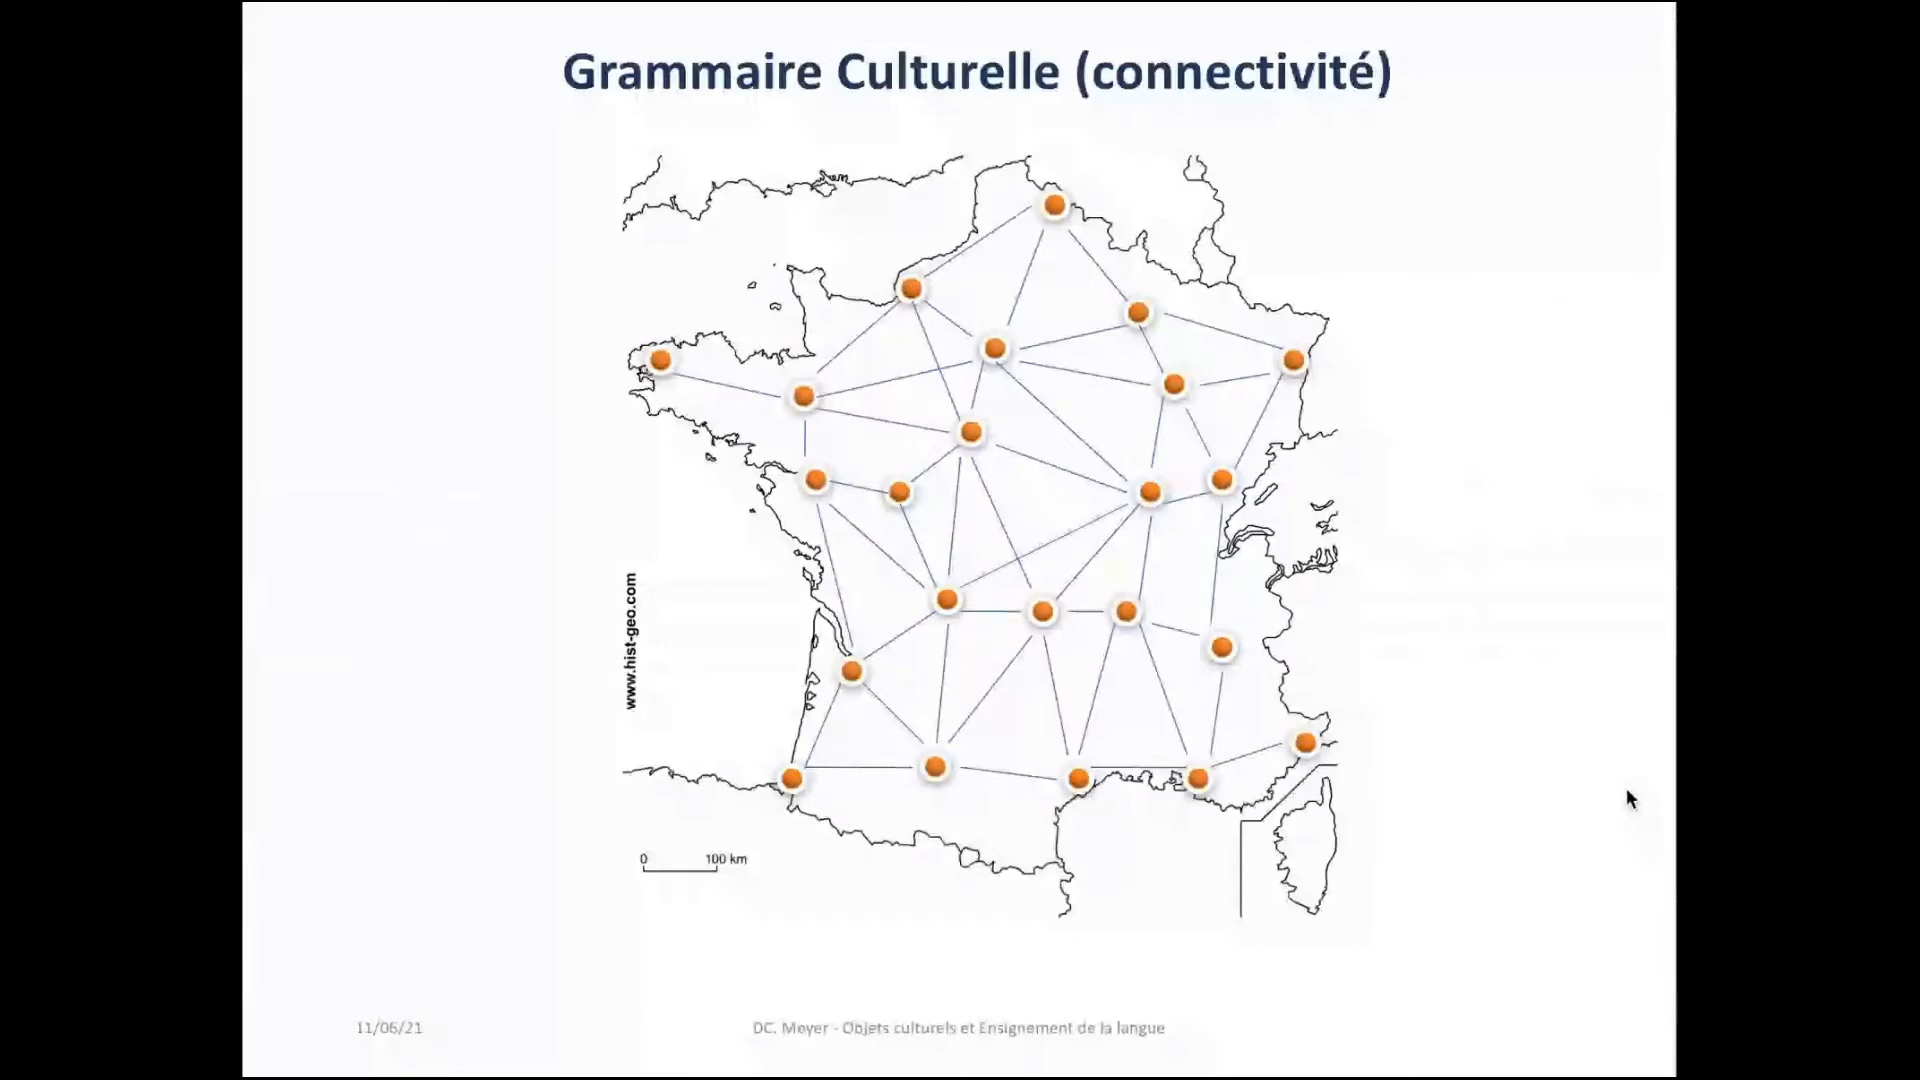 Grammaire Culturelle (connectivité)
www.hist-geo.com
0 100 km
11/06/21
DC. Meyer - Objets culturels et Ensignement de la langue